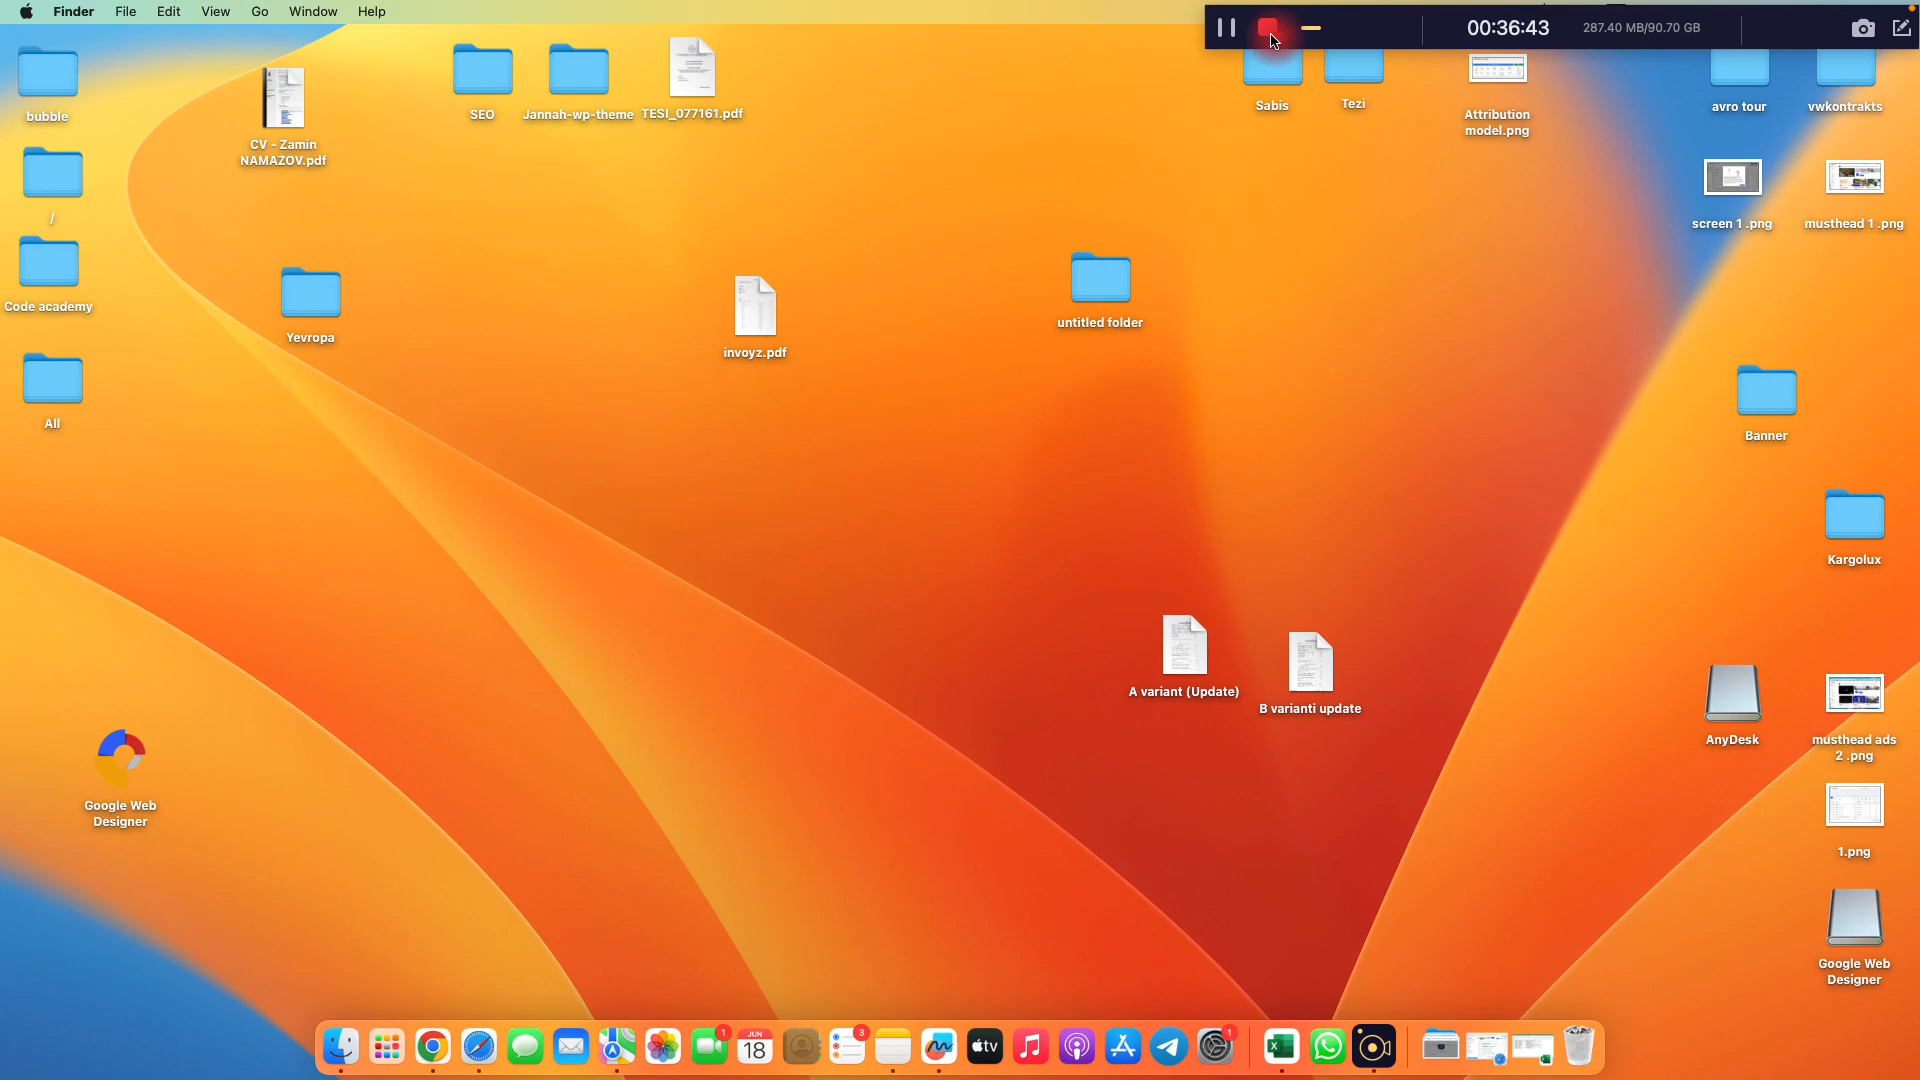 Finder File Edit View Go Window Help
00:36:43 287.40 MB/90.70 GB
bubble
CV - Zamin
NAMAZOV.pdf
SEO
Jannah-wp-theme
TESI_077161.pdf
Sabis
Tezi
Attribution
model.png
avro tour
vwkontrakts
/
screen 1 .png
musthead 1 .png
Code academy
Yevropa
invoyz.pdf
untitled folder
All
Banner
Kargolux
A variant (Update)
B varianti update
AnyDesk
musthead ads
2 .png
Google Web
Designer
1.png
Google Web
Designer
1
JUN
18
3
tv
1